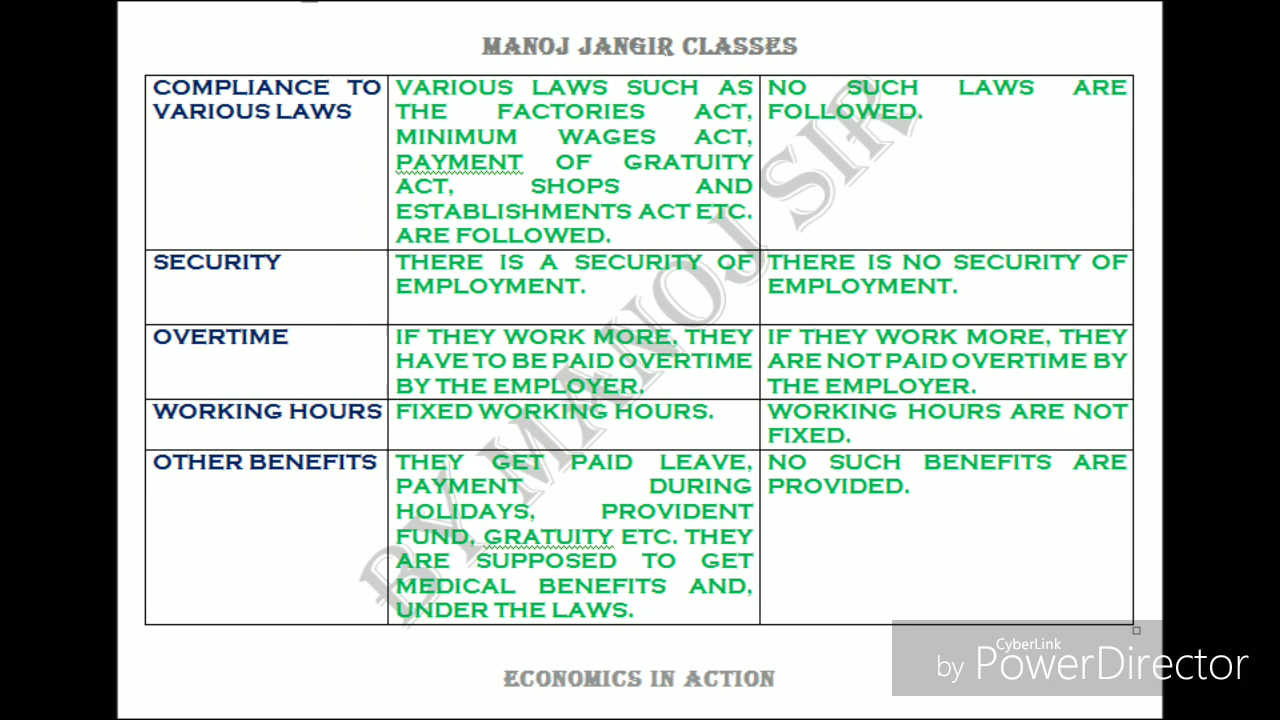 MANOJ JANGIR CLASSES
COMPLIANCE TO
VARIOUS LAWS
VARIOUS LAWS SUCH AS
THE FACTORIES ACT,
MINIMUM WAGES ACT,
PAYMENT OF GRATUITY
ACT, SHOPS AND
ESTABLISHMENTS ACT ETC.
ARE FOLLOWED.
NO SUCH LAWS ARE
FOLLOWED.
SECURITY
THERE IS A SECURITY OF
EMPLOYMENT.
THERE IS NO SECURITY OF
EMPLOYMENT.
OVERTIME
IF THEY WORK MORE, THEY
HAVE TO BE PAID OVERTIME
BY THE EMPLOYER.
IF THEY WORK MORE, THEY
ARE NOT PAID OVERTIME BY
THE EMPLOYER.
WORKING HOURS
FIXED WORKING HOURS.
WORKING HOURS ARE NOT
FIXED.
OTHER BENEFITS
THEY GET PAID LEAVE,
PAYMENT DURING
HOLIDAYS, PROVIDENT
FUND, GRATUITY ETC. THEY
ARE SUPPOSED TO GET
MEDICAL BENEFITS AND,
UNDER THE LAWS.
NO SUCH BENEFITS ARE
PROVIDED.
BY MANOJ SIR
ECONOMICS IN ACTION
CyberLink
by PowerDirector